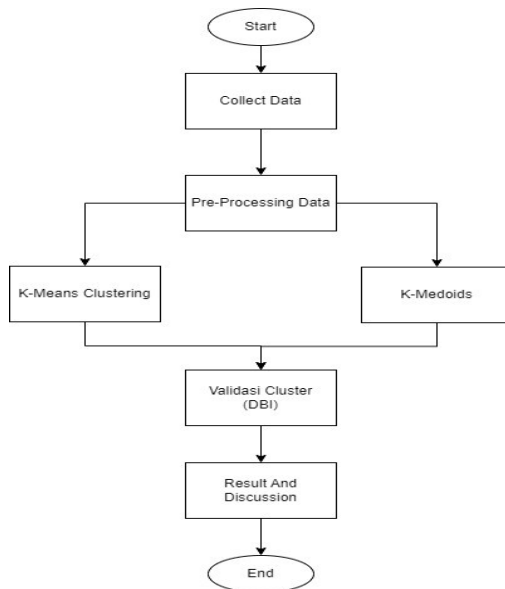 Start
Collect Data
Pre-Processing Data
K-Means Clustering
K-Medoids
Validasi Cluster
(DBI)
Result And
Discussion
End